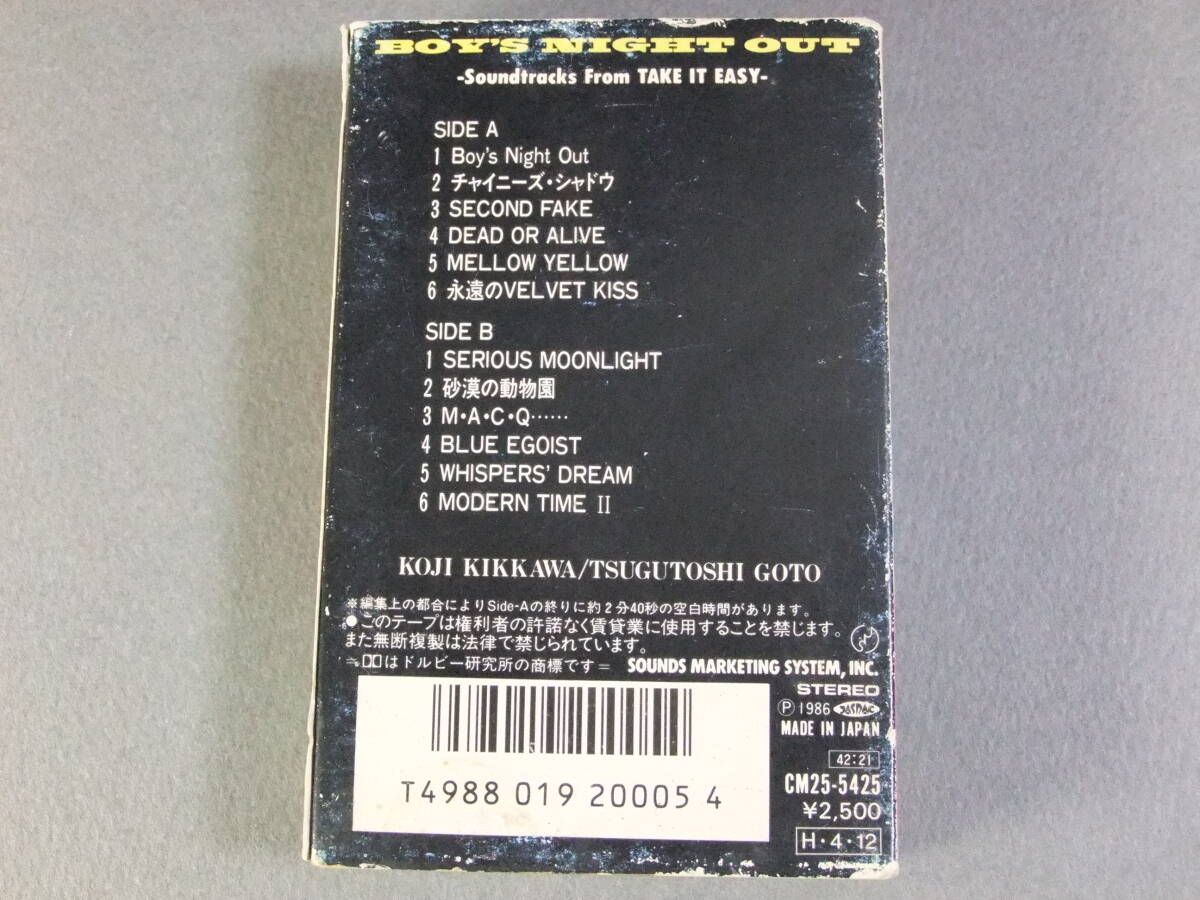 BOY'S NIGHT OUT
-Soundtracks From TAKE IT EASY-
SIDE A
1 Boy's Night Out
2 チャイニーズ・シャドウ
3 SECOND FAKE
4 DEAD OR ALIVE
5 MELLOW YELLOW
6 永遠のVELVET KISS
SIDE B
1 SERIOUS MOONLIGHT
2 砂漠の動物園
3 M・A・C・Q……
4 BLUE EGOIST
5 WHISPERS' DREAM
6 MODERN TIME II
KOJI KIKKAWA/TSUGUTOSHI GOTO
※編集上の都合によりSide-Aの終りに約2分40秒の空白時間があります。
●このテープは権利者の許諾なく賃貸業に使用することを禁じます。
また無断複製は法律で禁じられています。
≒ はドルビー研究所の商標です＝ SOUNDS MARKETING SYSTEM, INC.
STEREO
Ⓟ1986 JASRAC
MADE IN JAPAN
42:21
CM25-5425
¥2,500
H・4・12
T4988 019 20005 4